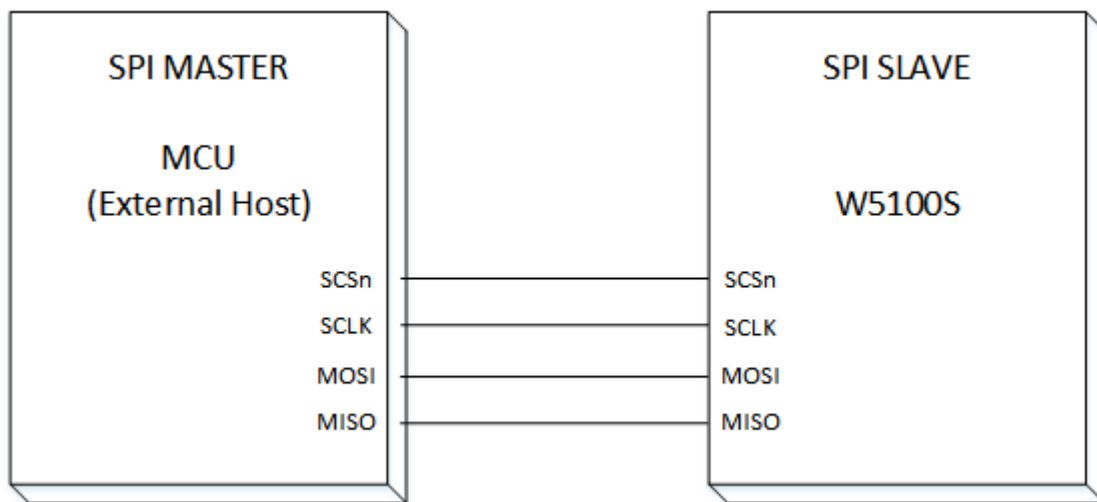 SPI MASTER
MCU
(External Host)
SCSn
SCLK
MOSI
MISO
SPI SLAVE
W5100S
SCSn
SCLK
MOSI
MISO